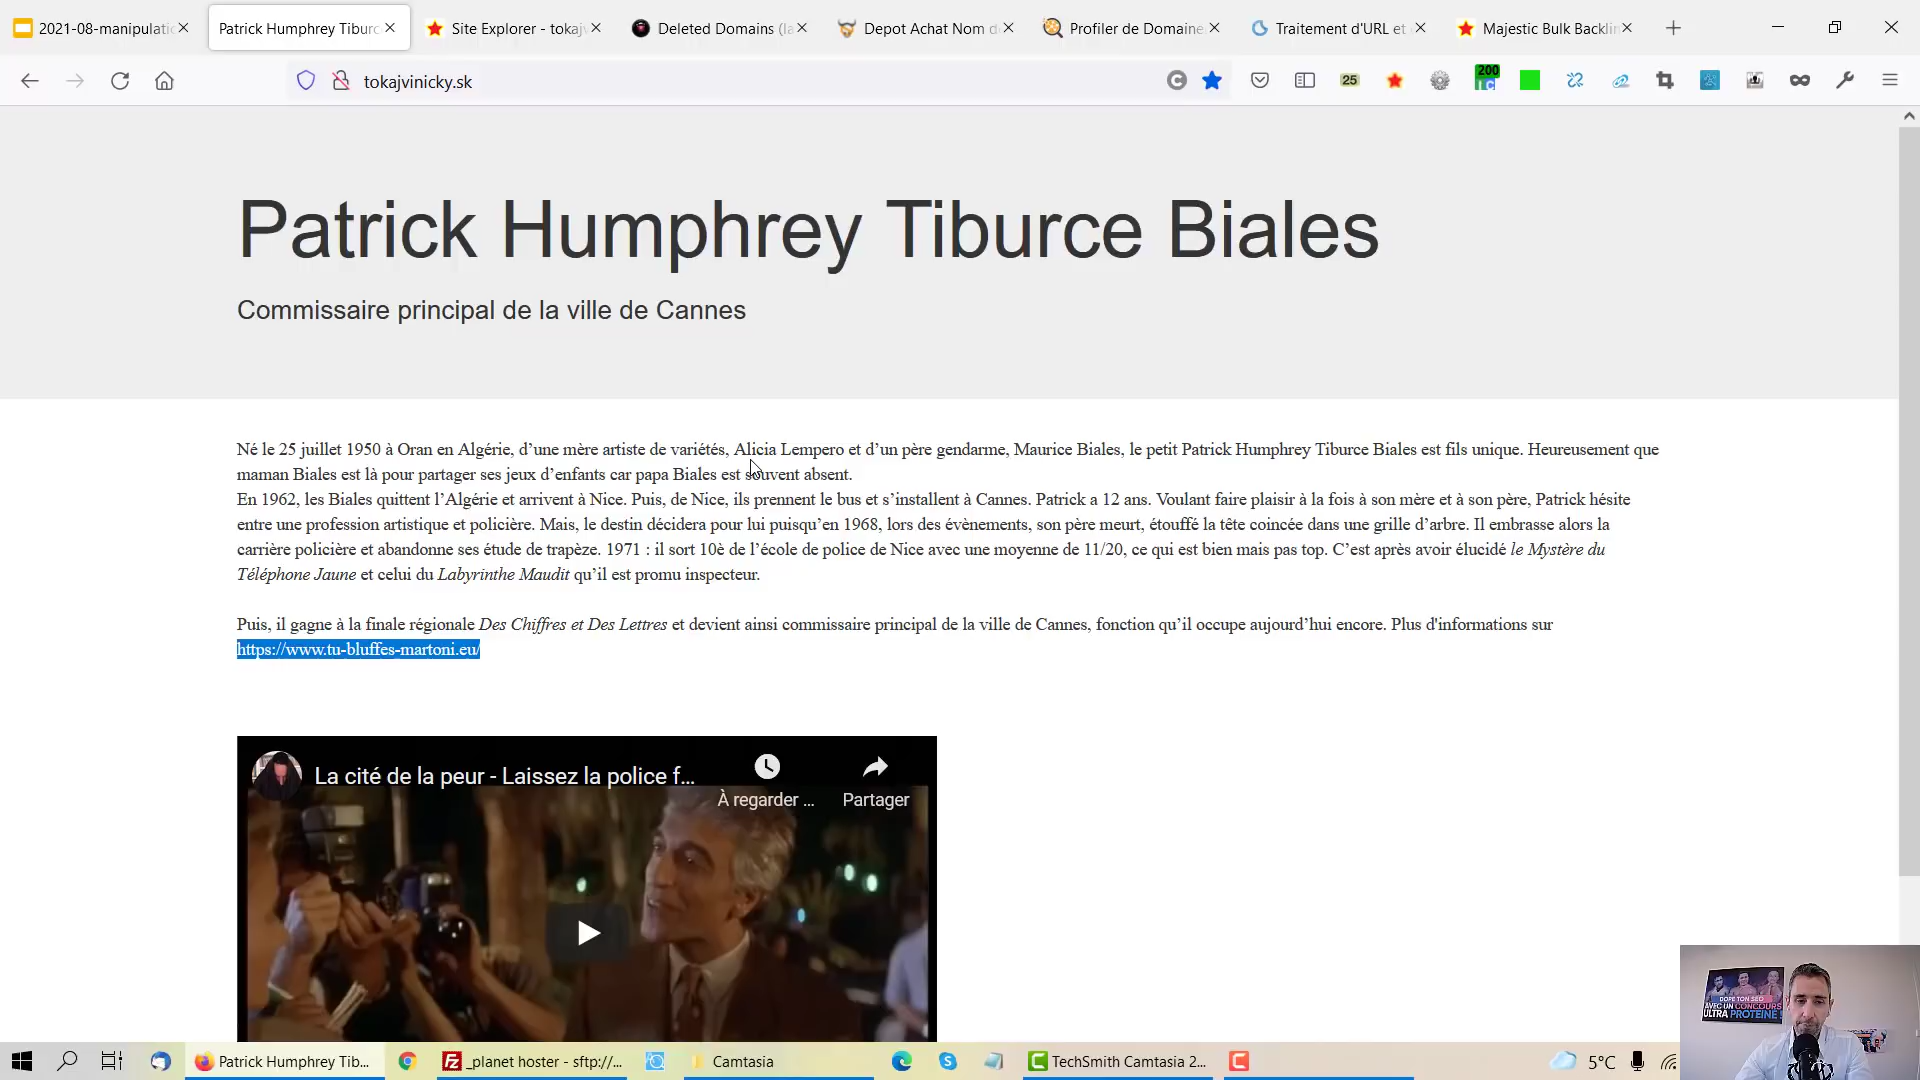 2021-08-manipulati
Patrick Humphrey Tiburc
Site Explorer - tokajv
Deleted Domains (la
Depot Achat Nom d
Profiler de Domaine
Traitement d'URL et
Majestic Bulk Backlin
tokajvinicky.sk
25
200
Patrick Humphrey Tiburce Biales
Commissaire principal de la ville de Cannes
Né le 25 juillet 1950 à Oran en Algérie, d’une mère artiste de variétés, Alicia Lempero et d’un père gendarme, Maurice Biales, le petit Patrick Humphrey Tiburce Biales est fils unique. Heureusement que
maman Biales est là pour partager ses jeux d’enfants car papa Biales est souvent absent.
En 1962, les Biales quittent l’Algérie et arrivent à Nice. Puis, de Nice, ils prennent le bus et s’installent à Cannes. Patrick a 12 ans. Voulant faire plaisir à la fois à son mère et à son père, Patrick hésite
entre une profession artistique et policière. Mais, le destin décidera pour lui puisqu’en 1968, lors des évènements, son père meurt, étouffé la tête coincée dans une grille d’arbre. Il embrasse alors la
carrière policière et abandonne ses étude de trapèze. 1971 : il sort 10è de l’école de police de Nice avec une moyenne de 11/20, ce qui est bien mais pas top. C’est après avoir élucidé le Mystère du
Téléphone Jaune et celui du Labyrinthe Maudit qu’il est promu inspecteur.
Puis, il gagne à la finale régionale Des Chiffres et Des Lettres et devient ainsi commissaire principal de la ville de Cannes, fonction qu’il occupe aujourd’hui encore. Plus d'informations sur
https://www.tu-bluffes-martoni.eu/
La cité de la peur - Laissez la police f...
À regarder ...
Partager
DOPE TON SEO
AVEC UN CONCOURS
ULTRA PROTEINÉ !
Patrick Humphrey Tib...
_planet hoster - sftp://...
Camtasia
TechSmith Camtasia 2...
5°C